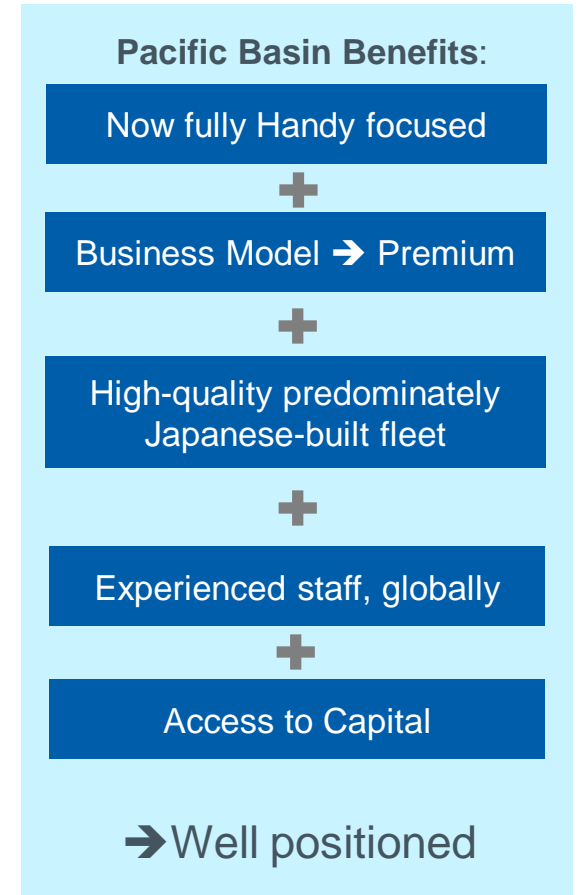 Pacific Basin Benefits:
Now fully Handy focused
Business Model ➔ Premium
High-quality predominately
Japanese-built fleet
Experienced staff, globally
Access to Capital
➔Well positioned